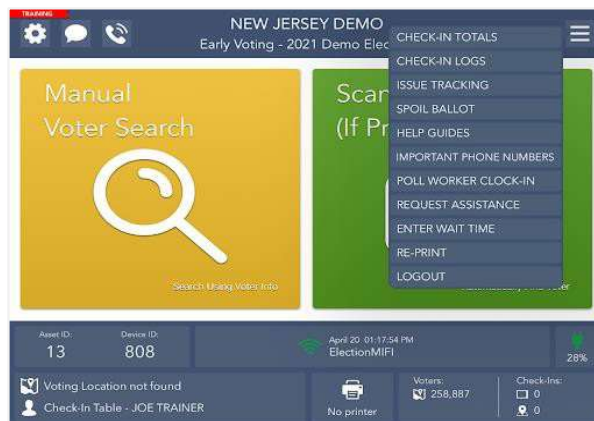 TRAINING
NEW JERSEY DEMO
Early Voting - 2021 Demo Elec
CHECK-IN TOTALS
CHECK-IN LOGS
ISSUE TRACKING
SPOIL BALLOT
HELP GUIDES
IMPORTANT PHONE NUMBERS
POLL WORKER CLOCK-IN
REQUEST ASSISTANCE
ENTER WAIT TIME
RE-PRINT
LOGOUT
Manual
Voter Search
Search Using Voter Info
Scan
(If Pr
Asset ID:
13
Device ID:
808
April 20 01:17:54 PM
ElectionMIFI
28%
Voting Location not found
Check-In Table - JOE TRAINER
No printer
Voters:
258,887
Check-Ins:
0
0